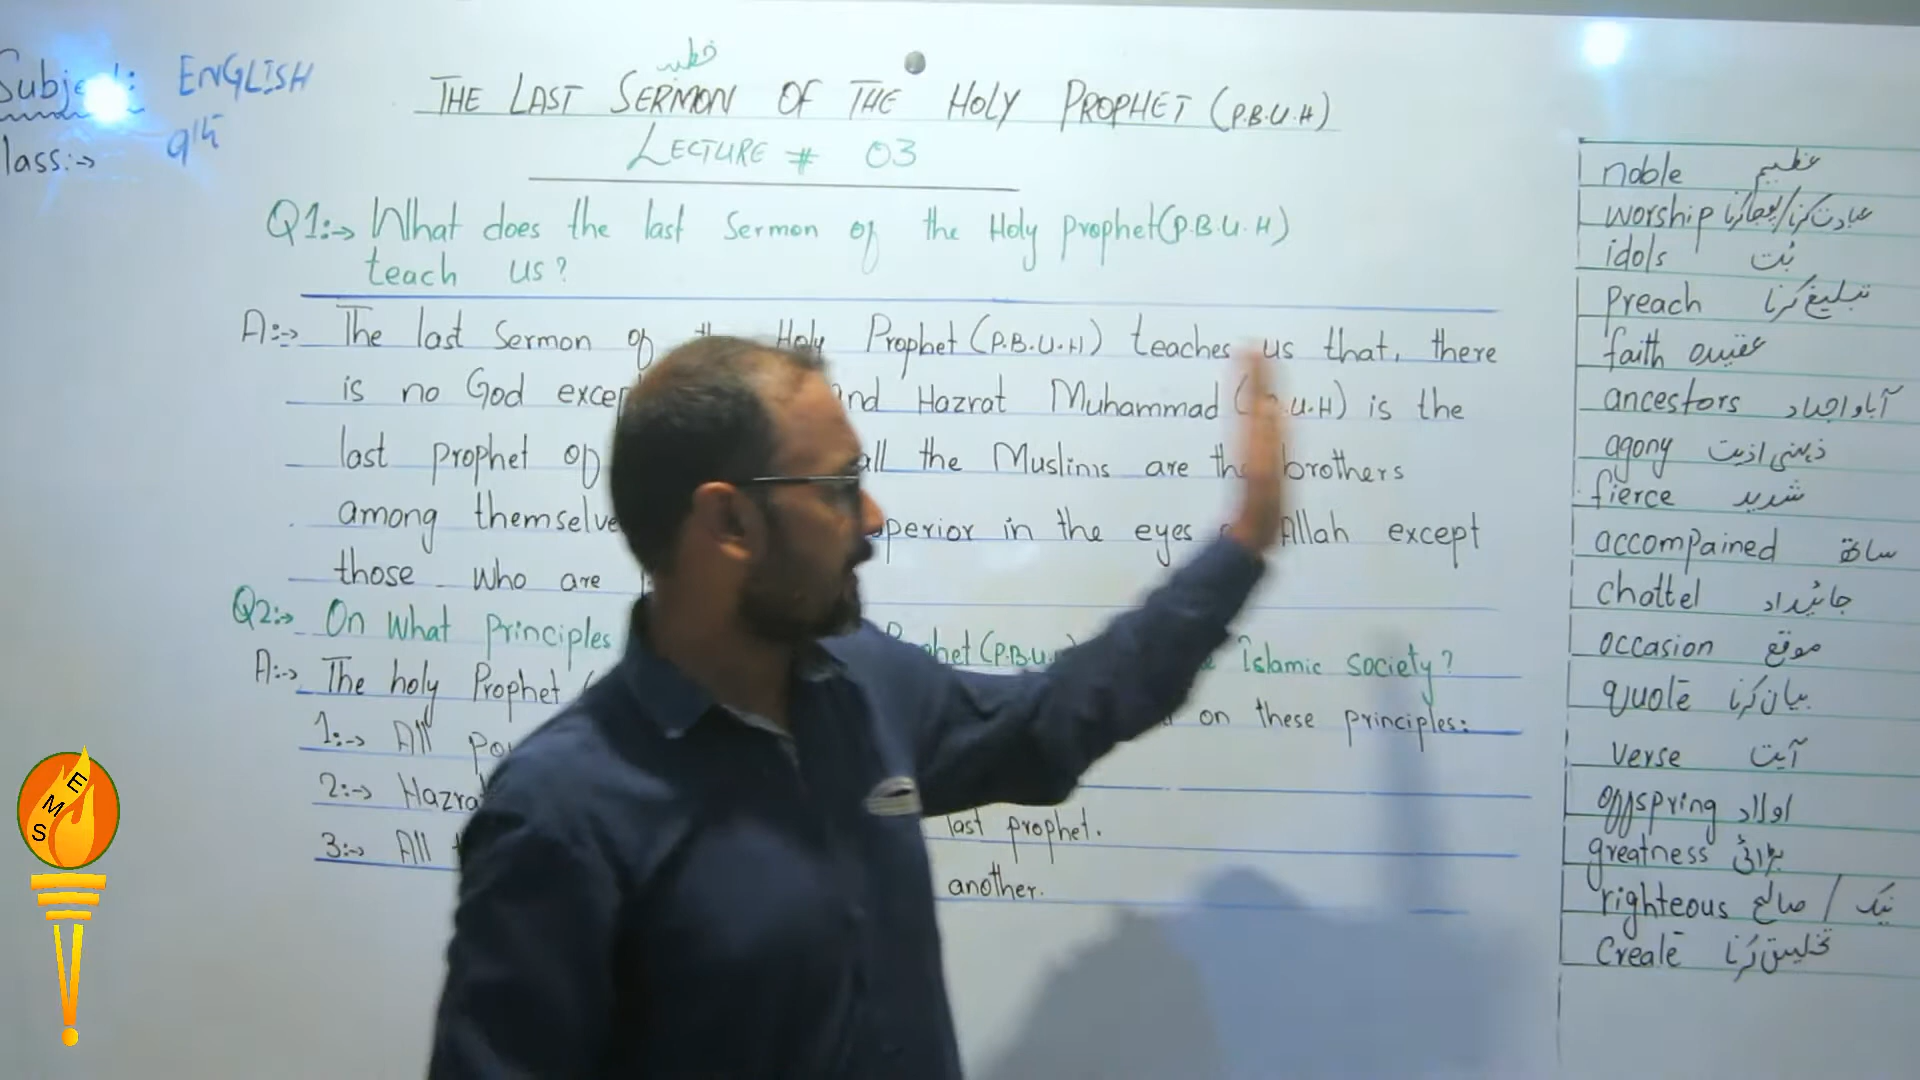 Subject: ENGLISH
lass:→ 9th
خطبہ
THE LAST SERMON OF THE HOLY PROPHET (P.B.U.H)
LECTURE # 03
Q1:→ What does the last Sermon of the Holy prophet(P.B.U.H)
teach us?
A:→ The last Sermon of the Holy Prophet (P.B.U.H) teaches us that, there
is no God excep nd Hazrat Muhammad ( .U.H) is the
last prophet of all the Muslims are the brothers
among themselve perior in the eyes Allah except
those who are
Q2:→ On what principles phet (P.B.U. Islamic society?
A:→ The holy Prophet ( on these principles:
1:→ All po
2:→ Hazra last prophet.
3:→ All another.
noble عظیم
worship عبادت کرنا/پوجا کرنا
idols بُت
preach تبلیغ کرنا
faith عقیدہ
ancestors آباواجداد
agony ذہنی اذیت
fierce شدید
accompained ساتھ
chattel جائیداد
occasion موقع
quote بیان کرنا
verse آیت
offspring اولاد
greatness بڑائی
righteous نیک / صالح
Create تخلیق کرنا
E
M
S